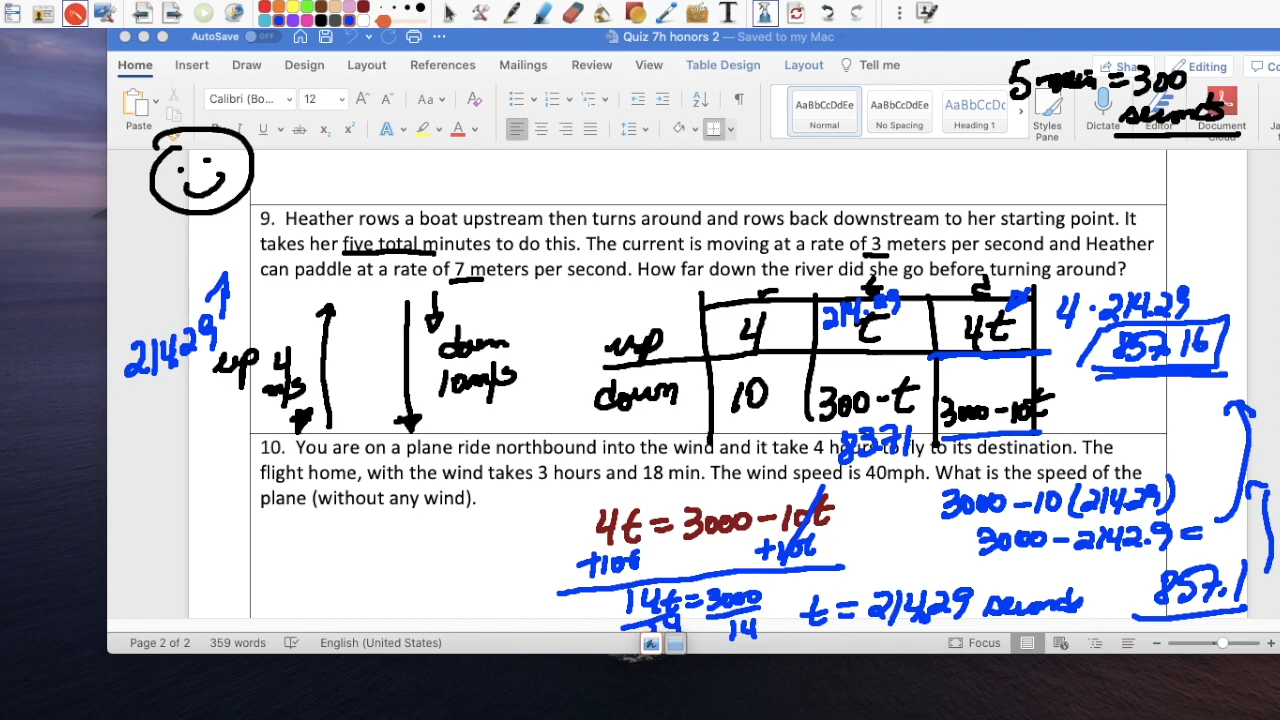 AutoSave OFF Quiz 7h honors 2 — Saved to my Mac
Home Insert Draw Design Layout References Mailings Review View Table Design Layout Tell me Editing
5 min = 300
seconds
Paste Calibri (Bo... 12 Aa
AaBbCcDdEe AaBbCcDdEe AaBbCcDc
Normal No Spacing Heading 1 Styles Pane Dictate Editor
9. Heather rows a boat upstream then turns around and rows back downstream to her starting point. It
takes her five total minutes to do this. The current is moving at a rate of 3 meters per second and Heather
can paddle at a rate of 7 meters per second. How far down the river did she go before turning around?
r t d
214.29
up 4 t 4t
4 · 214.29
857.16
down 10 300-t 3000-10t
83.71
214.29
up 4
m/s
down
10m/s
10. You are on a plane ride northbound into the wind and it take 4 hours to fly to its destination. The
flight home, with the wind takes 3 hours and 18 min. The wind speed is 40mph. What is the speed of the
plane (without any wind).
4t = 3000-10t
+10t +10t
14t = 3000
14 14
t = 214.29 seconds
3000-10(214.29)
3000-2142.9 =
857.1
Page 2 of 2 359 words English (United States) Focus